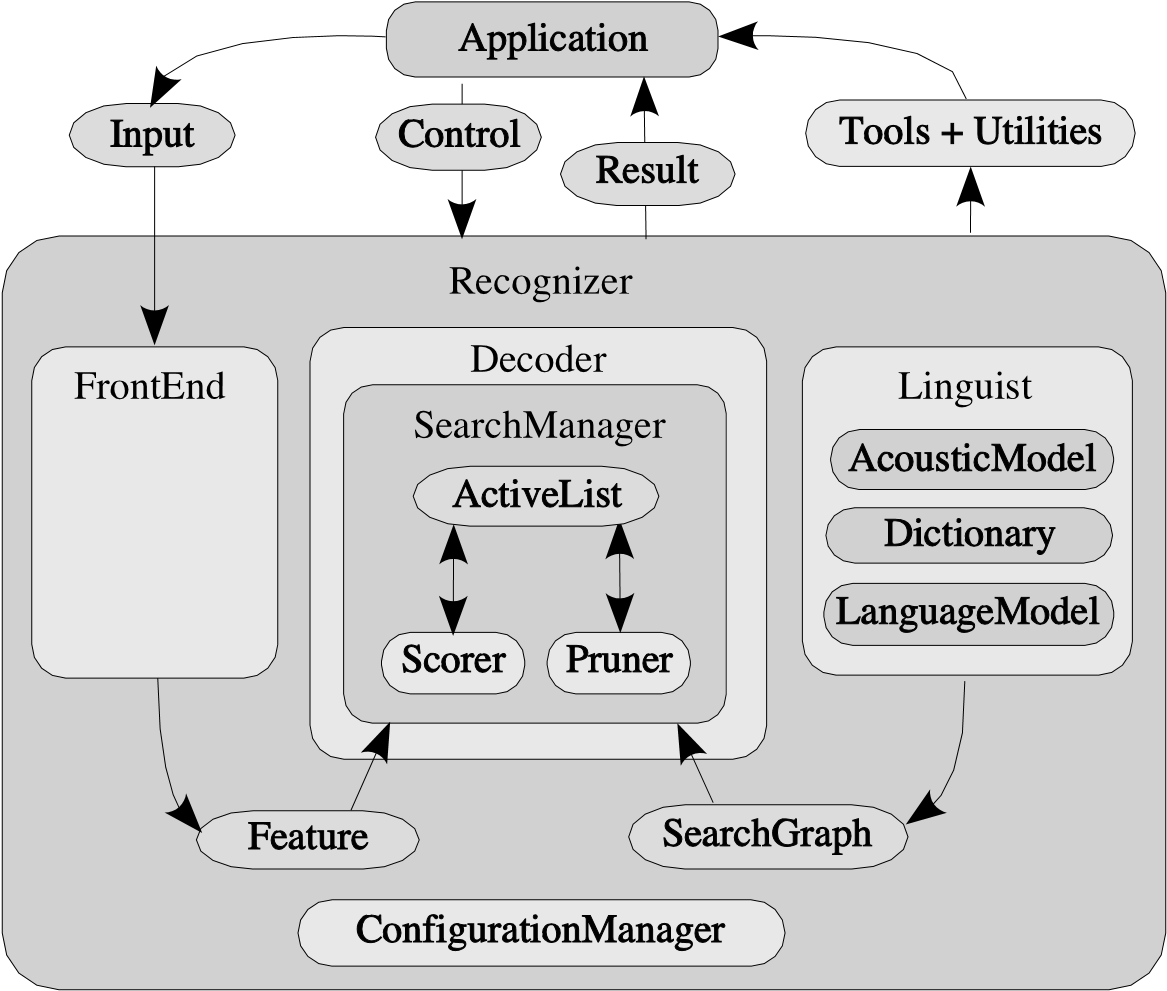 Application
Input
Control
Result
Tools + Utilities
Recognizer
FrontEnd
Decoder
SearchManager
ActiveList
Scorer
Pruner
Linguist
AcousticModel
Dictionary
LanguageModel
Feature
SearchGraph
ConfigurationManager